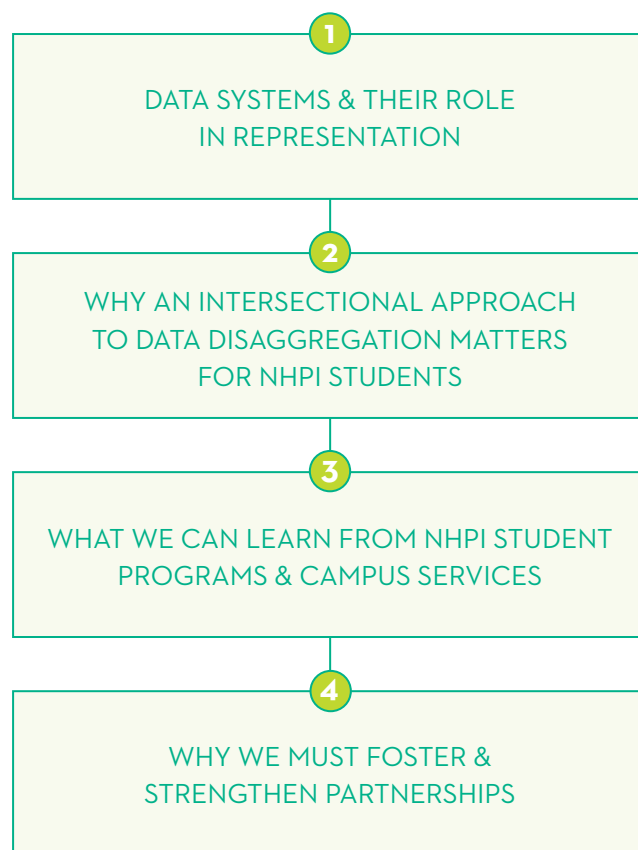 1
DATA SYSTEMS & THEIR ROLE
IN REPRESENTATION
2
WHY AN INTERSECTIONAL APPROACH
TO DATA DISAGGREGATION MATTERS
FOR NHPI STUDENTS
3
WHAT WE CAN LEARN FROM NHPI STUDENT
PROGRAMS & CAMPUS SERVICES
4
WHY WE MUST FOSTER &
STRENGTHEN PARTNERSHIPS